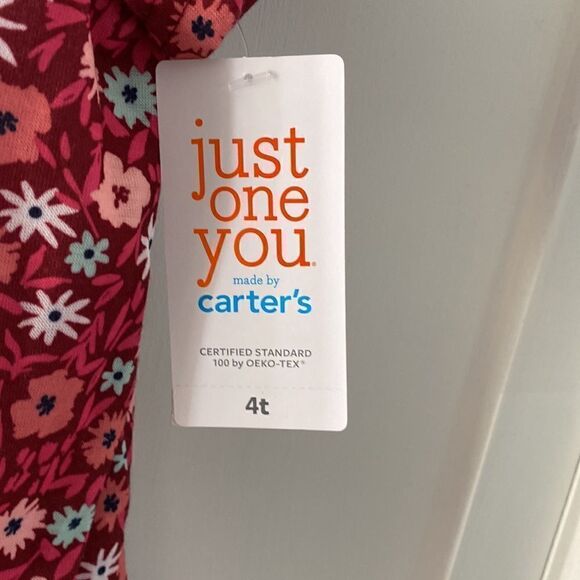 just
one
you®
made by
carter's
CERTIFIED STANDARD
100 by OEKO-TEX®
4t